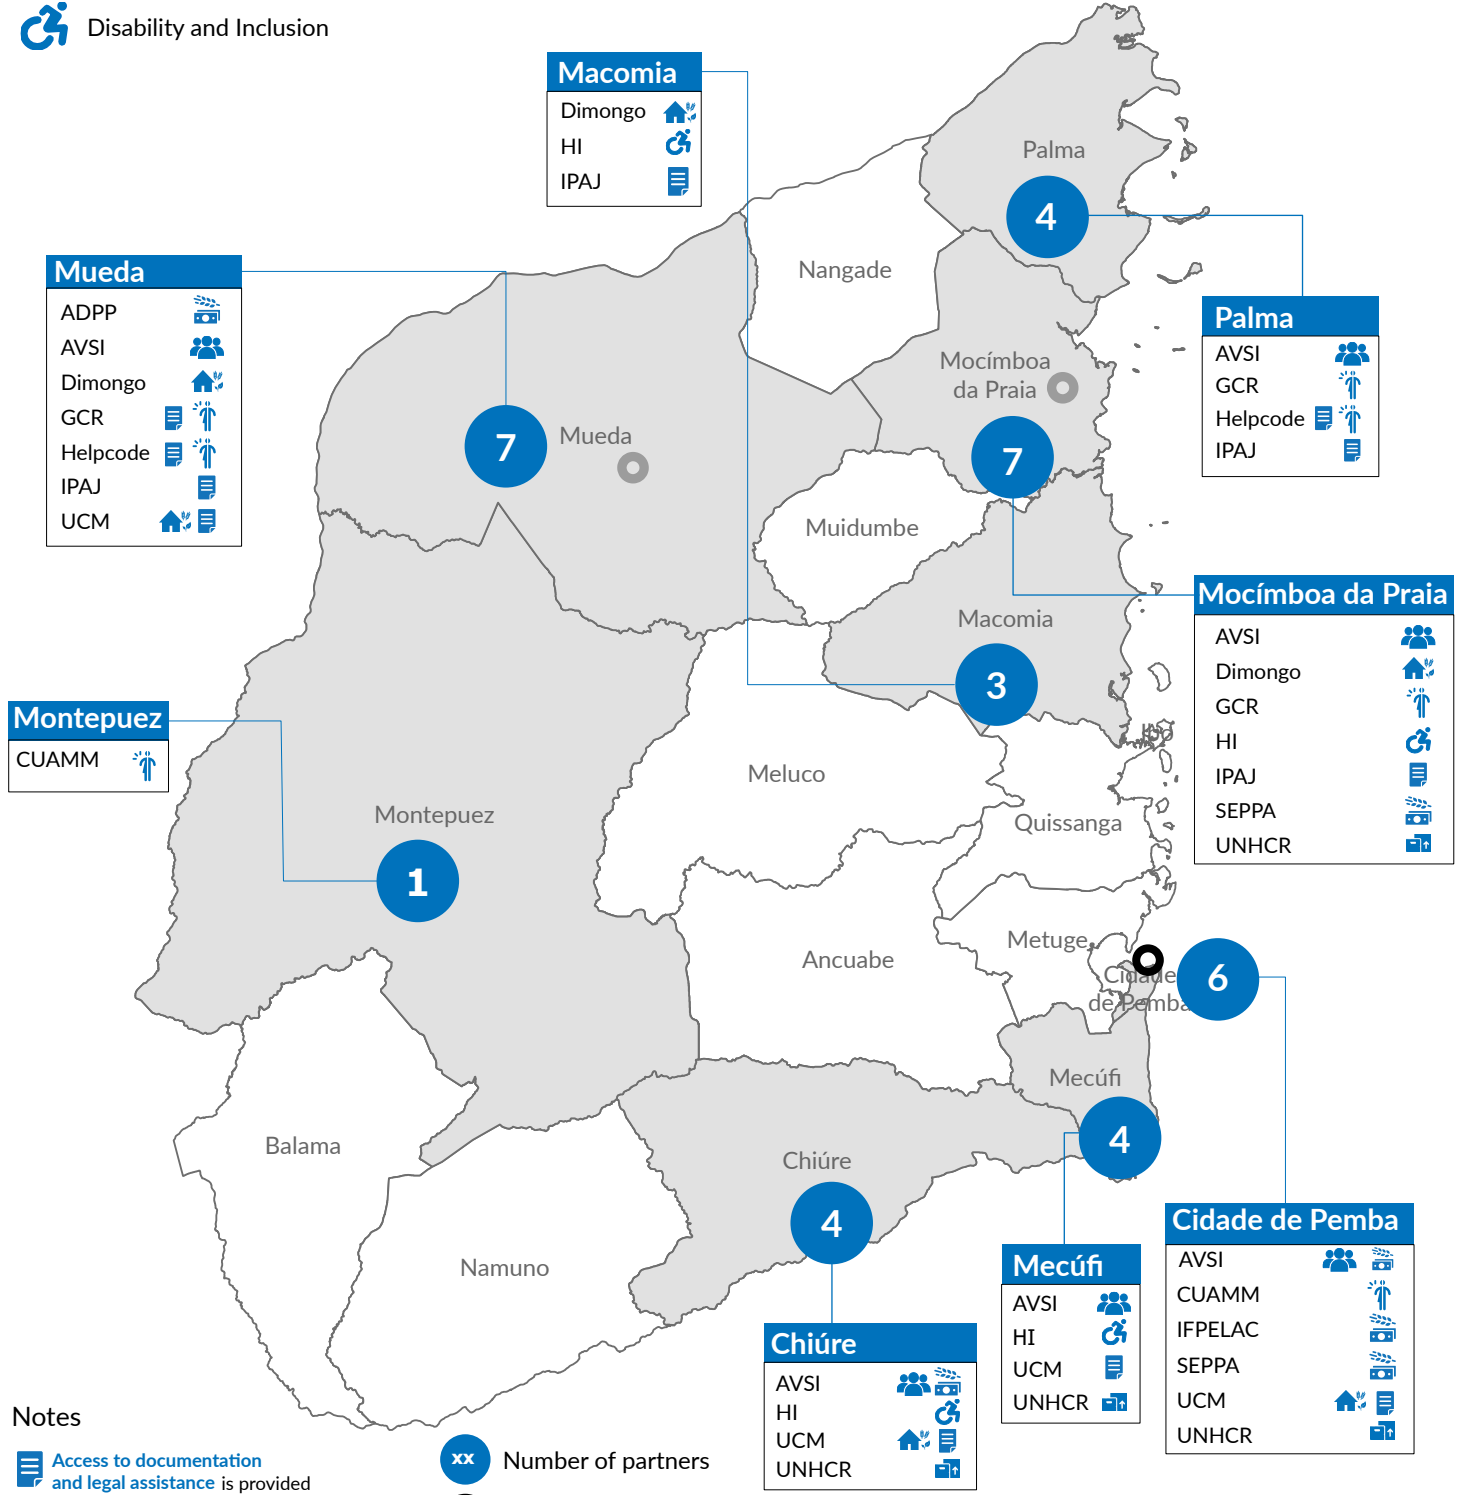 Disability and Inclusion
Macomia
Dimongo
HI
IPAJ
Palma
4
Nangade
Mueda
ADPP
AVSI
Dimongo
GCR
Helpcode
IPAJ
UCM
Palma
AVSI
GCR
Helpcode
IPAJ
Mocímboa
da Praia
7
Mueda
7
Muidumbe
Mocímboa da Praia
AVSI
Dimongo
GCR
HI
IPAJ
SEPPA
UNHCR
Macomia
3
Montepuez
CUAMM
Ibo
Meluco
Montepuez
1
Quissanga
Metuge
Ancuabe
Cidade
de Pemba
6
Mecúfi
4
Balama
Chiúre
4
Namuno
Cidade de Pemba
AVSI
CUAMM
IFPELAC
SEPPA
UCM
UNHCR
Mecúfi
AVSI
HI
UCM
UNHCR
Chiúre
AVSI
HI
UCM
UNHCR
Notes
Access to documentation
and legal assistance is provided
xx Number of partners